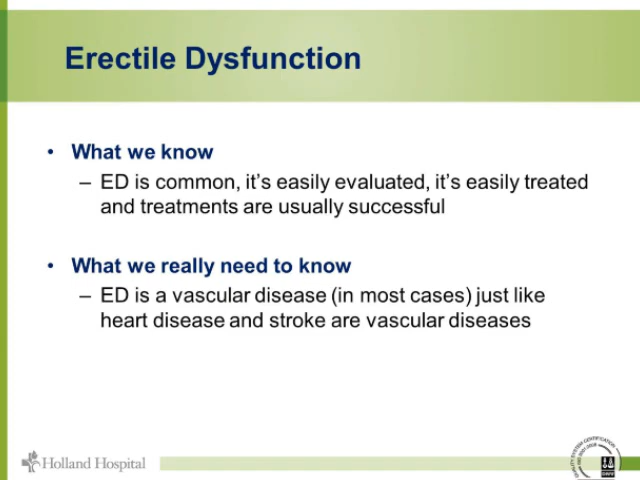 Erectile Dysfunction
• What we know
– ED is common, it's easily evaluated, it's easily treated
and treatments are usually successful
• What we really need to know
– ED is a vascular disease (in most cases) just like
heart disease and stroke are vascular diseases
Holland Hospital